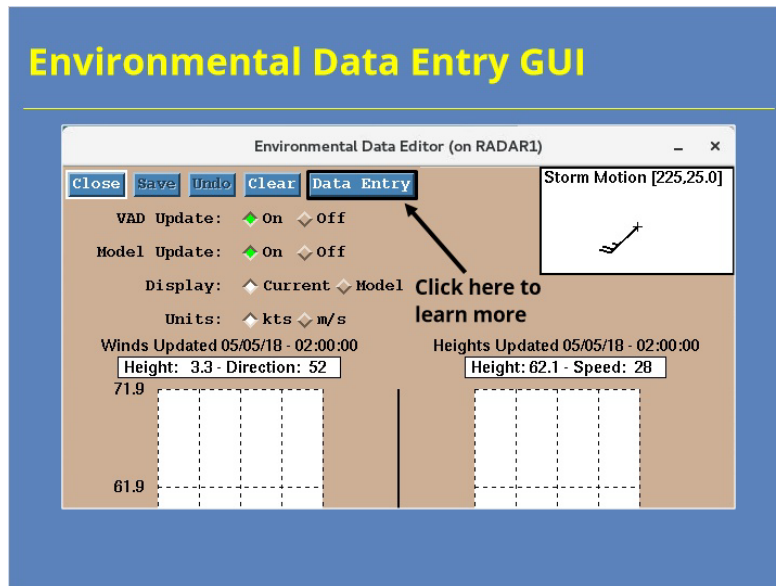 Environmental Data Entry GUI
Environmental Data Editor (on RADAR1)
Close Save Undo Clear Data Entry
Storm Motion [225,25.0]
VAD Update: On Off
Model Update: On Off
Display: Current Model
Click here to
learn more
Units: kts m/s
Winds Updated 05/05/18 - 02:00:00
Heights Updated 05/05/18 - 02:00:00
Height: 3.3 - Direction: 52
Height: 62.1 - Speed: 28
71.9
61.9